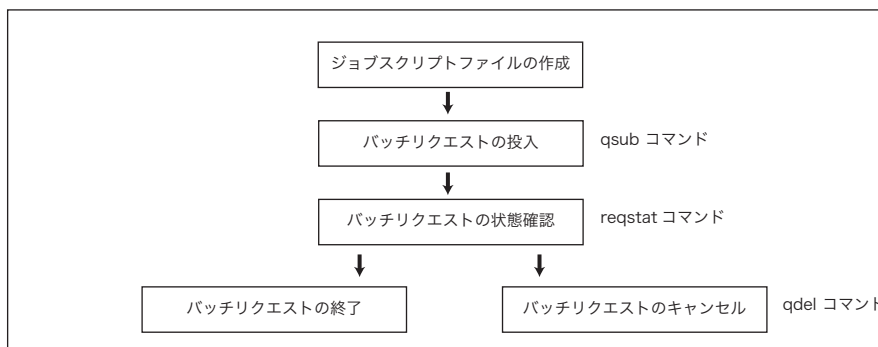 ジョブスクリプトファイルの作成
バッチリクエストの投入
qsub コマンド
バッチリクエストの状態確認
reqstat コマンド
バッチリクエストの終了
バッチリクエストのキャンセル
qdel コマンド